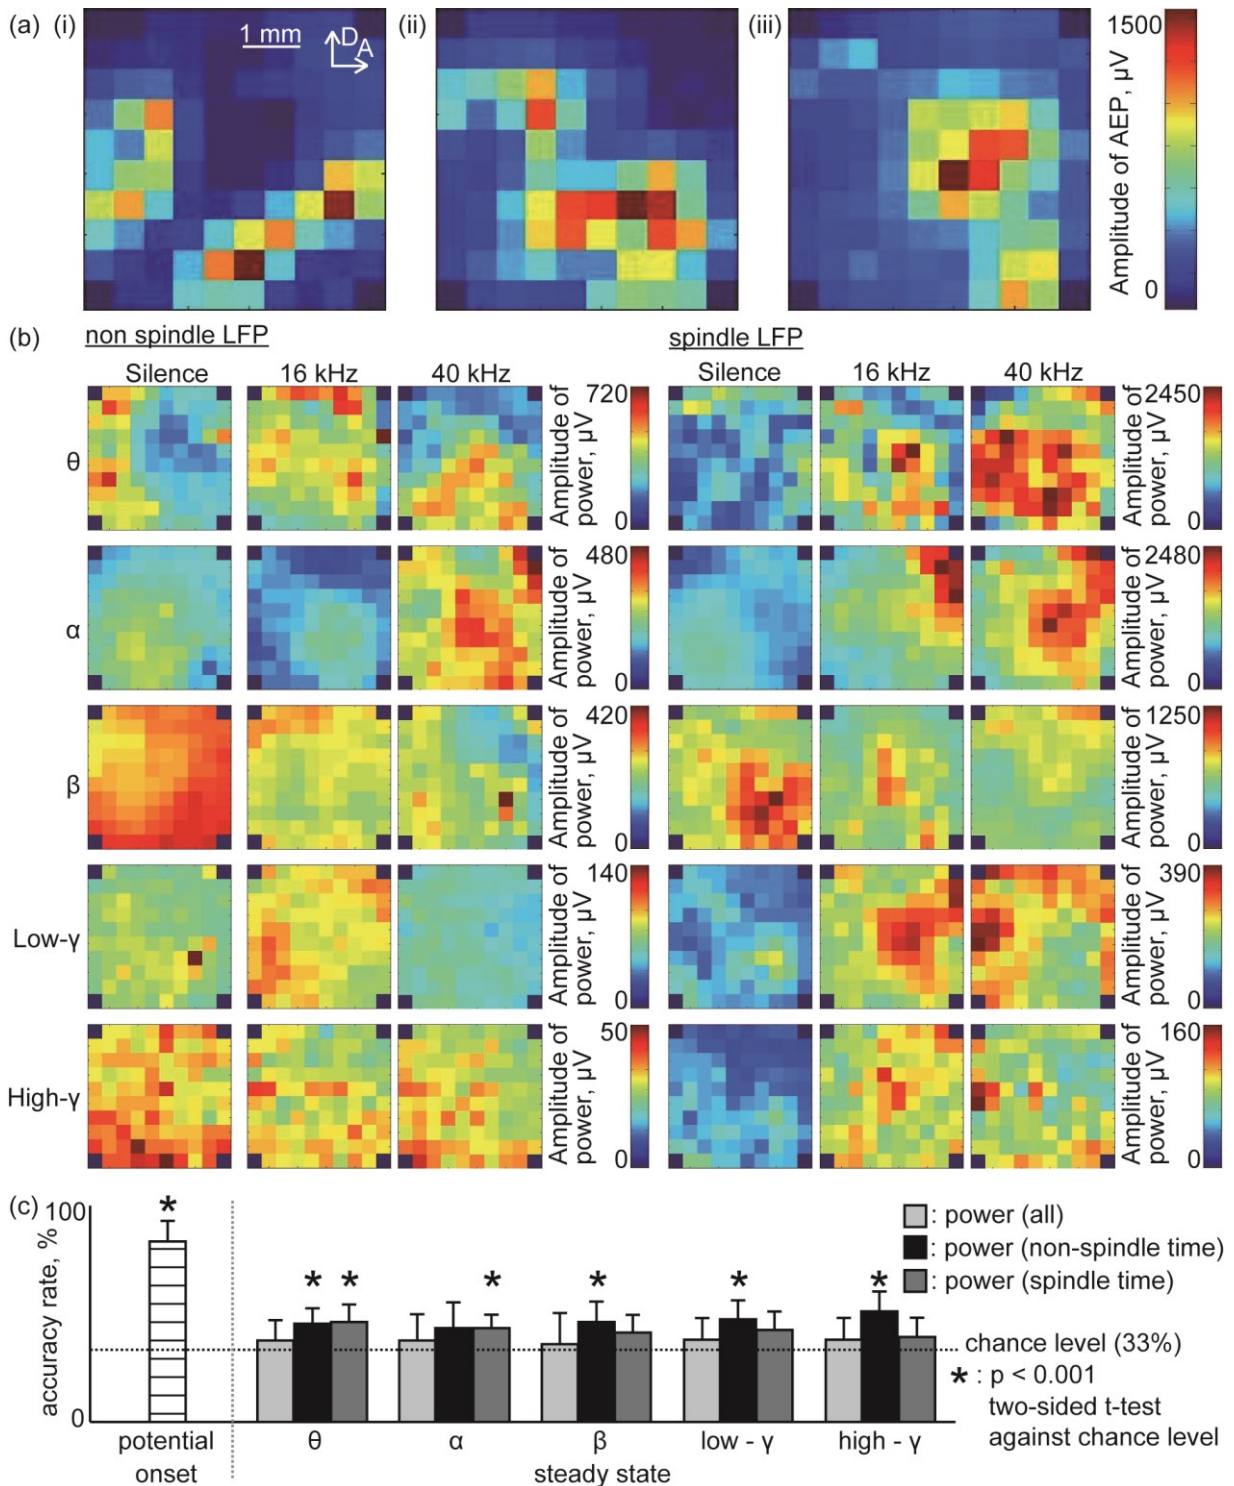 (a) (i) 1 mm D A (ii) (iii) 1500
Amplitude of AEP, µV
0
(b) non spindle LFP spindle LFP
Silence 16 kHz 40 kHz Silence 16 kHz 40 kHz
θ Amplitude of power, µV 720 0 Amplitude of power, µV 2450 0
α Amplitude of power, µV 480 0 Amplitude of power, µV 2480 0
β Amplitude of power, µV 420 0 Amplitude of power, µV 1250 0
Low-γ Amplitude of power, µV 140 0 Amplitude of power, µV 390 0
High-γ Amplitude of power, µV 50 0 Amplitude of power, µV 160 0
(c) 100 * : power (all)
accuracy rate, % : power (non-spindle time)
* * * * * * : power (spindle time)
chance level (33%)
* : p < 0.001
two-sided t-test
against chance level
0
potential θ α β low - γ high - γ
onset steady state